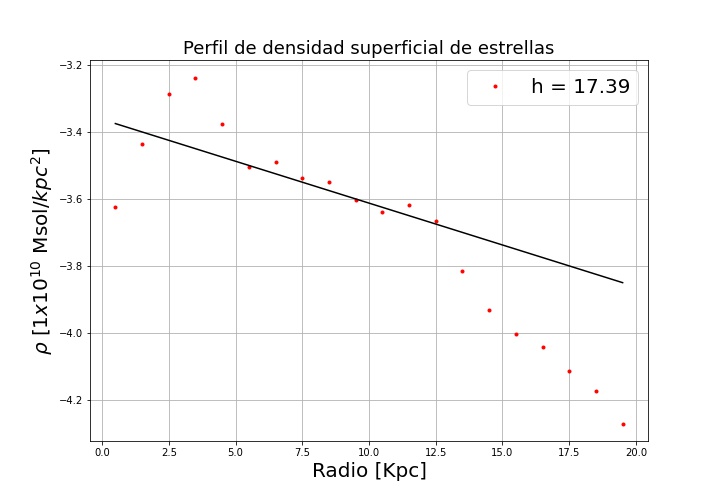 Perfil de densidad superficial de estrellas
h = 17.39
−3.2
−3.4
−3.6
−3.8
−4.0
−4.2
ρ [1x10¹⁰ Msol/kpc²]
0.0 2.5 5.0 7.5 10.0 12.5 15.0 17.5 20.0
Radio [Kpc]